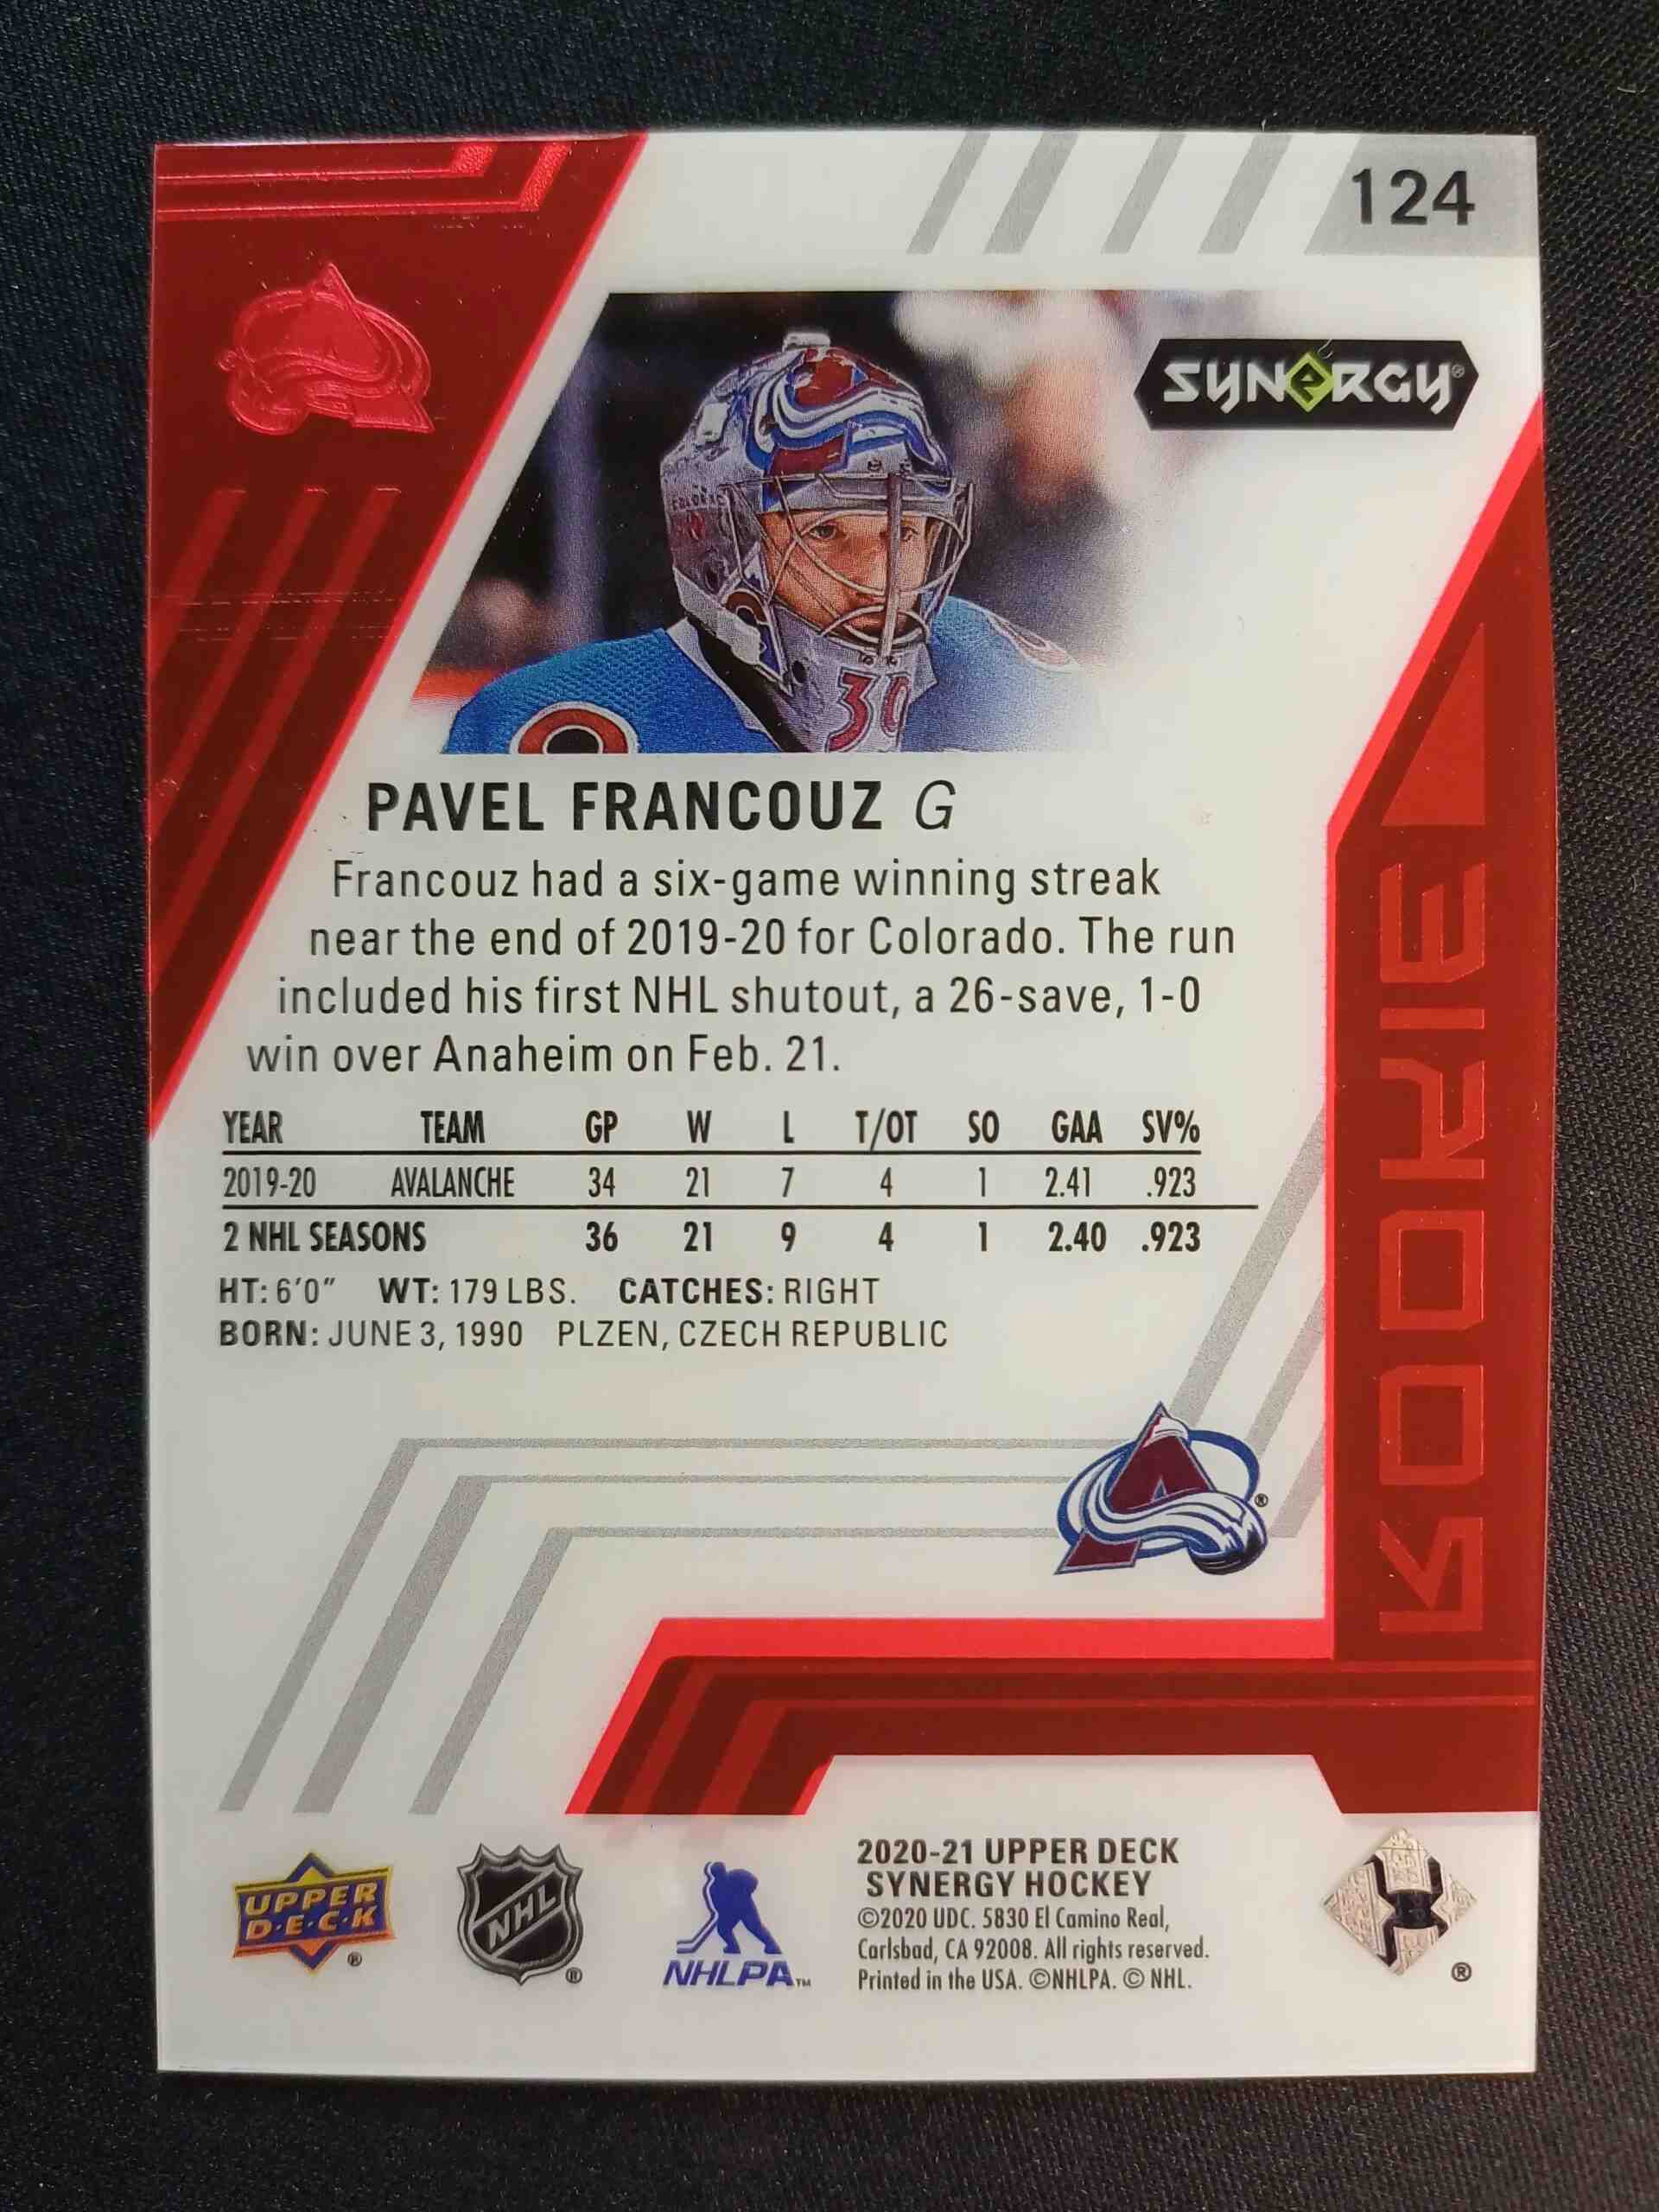 124
SYNERGY®
30
PAVEL FRANCOUZ G
Francouz had a six-game winning streak
near the end of 2019-20 for Colorado. The run
included his first NHL shutout, a 26-save, 1-0
win over Anaheim on Feb. 21.
YEAR TEAM GP W L T/OT SO GAA SV%
2019-20 AVALANCHE 34 21 7 4 1 2.41 .923
2 NHL SEASONS 36 21 9 4 1 2.40 .923
HT: 6'0" WT: 179 LBS. CATCHES: RIGHT
BORN: JUNE 3, 1990 PLZEN, CZECH REPUBLIC
ROOKIE
A ®
UPPER
D·E·C·K ®
NHL ®
NHLPA™
2020-21 UPPER DECK
SYNERGY HOCKEY
©2020 UDC. 5830 El Camino Real,
Carlsbad, CA 92008. All rights reserved.
Printed in the USA. ©NHLPA. © NHL.
®